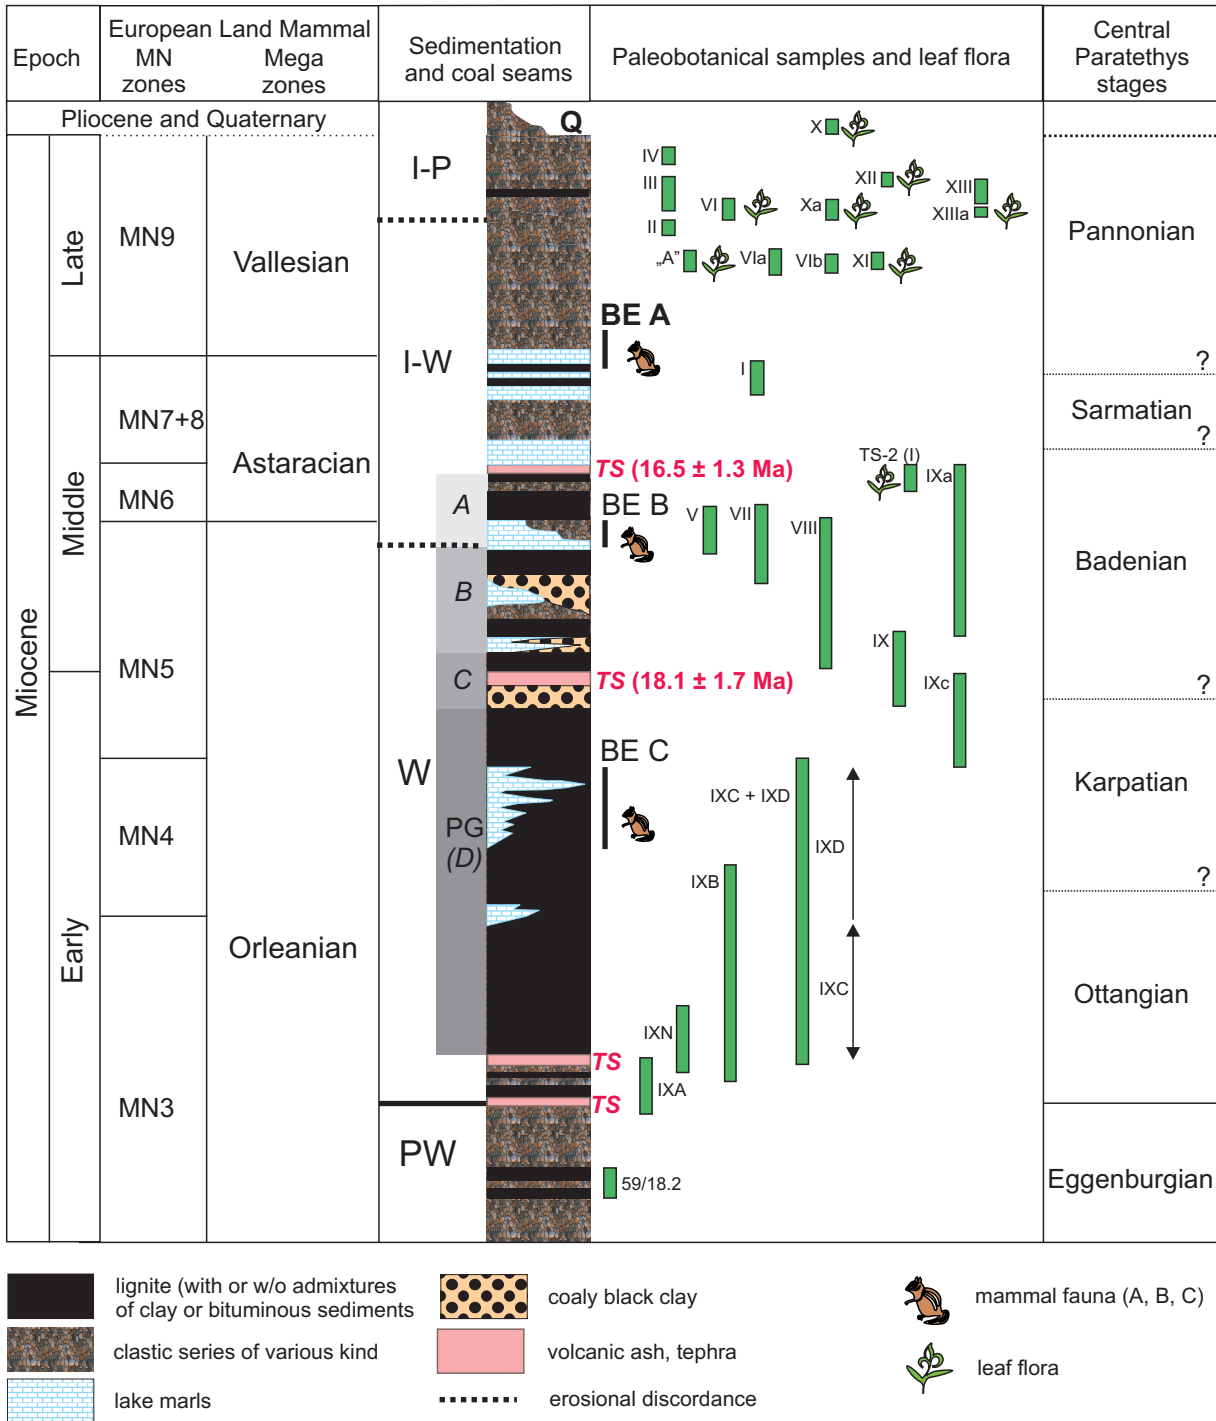 Epoch
European Land Mammal
MN
zones
Mega
zones
Sedimentation
and coal seams
Paleobotanical samples and leaf flora
Central
Paratethys
stages
Pliocene and Quaternary
Q
X
I-P
IV
III
XII
XIII
VI
Xa
XIIIa
II
MN9
Late
Vallesian
Pannonian
„A”
VIa
VIb
XI
BE A
I-W
I
?
MN7+8
Sarmatian
?
Astaracian
TS (16.5 ± 1.3 Ma)
TS-2 (I)
IXa
MN6
A
BE B
V
VII
VIII
Middle
Badenian
B
Miocene
MN5
IX
C
TS (18.1 ± 1.7 Ma)
IXc
?
BE C
W
IXC + IXD
Karpatian
MN4
PG
(D)
IXD
IXB
?
Early
Orleanian
IXC
Ottangian
IXN
TS
IXA
MN3
TS
PW
59/18.2
Eggenburgian
lignite (with or w/o admixtures
of clay or bituminous sediments
coaly black clay
mammal fauna (A, B, C)
clastic series of various kind
volcanic ash, tephra
leaf flora
lake marls
erosional discordance